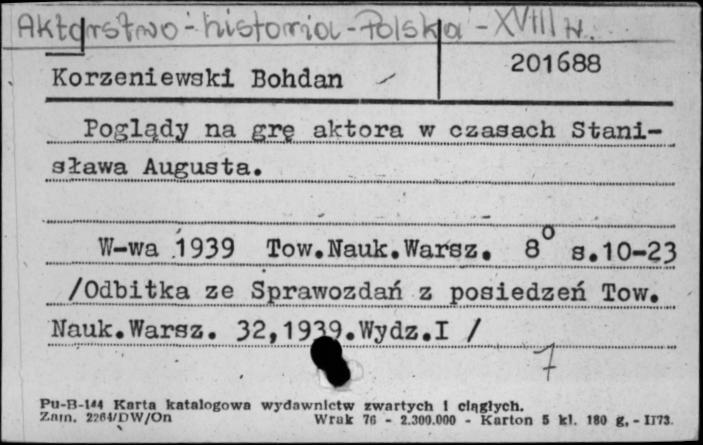 Aktorstwo - historia - Polska - XVIII w.
201688
Korzeniewski Bohdan
Poglądy na grę aktora w czasach Stani-
sława Augusta.
W-wa 1939 Tow.Nauk.Warsz. 8° s.10-23
/Odbitka ze Sprawozdań z posiedzeń Tow.
Nauk.Warsz. 32,1939.Wydz.I /
7
Pu-B-144 Karta katalogowa wydawnictw zwartych i ciągłych.
Zam. 2264/DW/On Wrak 76 - 2.300.000 - Karton 5 kl. 180 g. - II73.